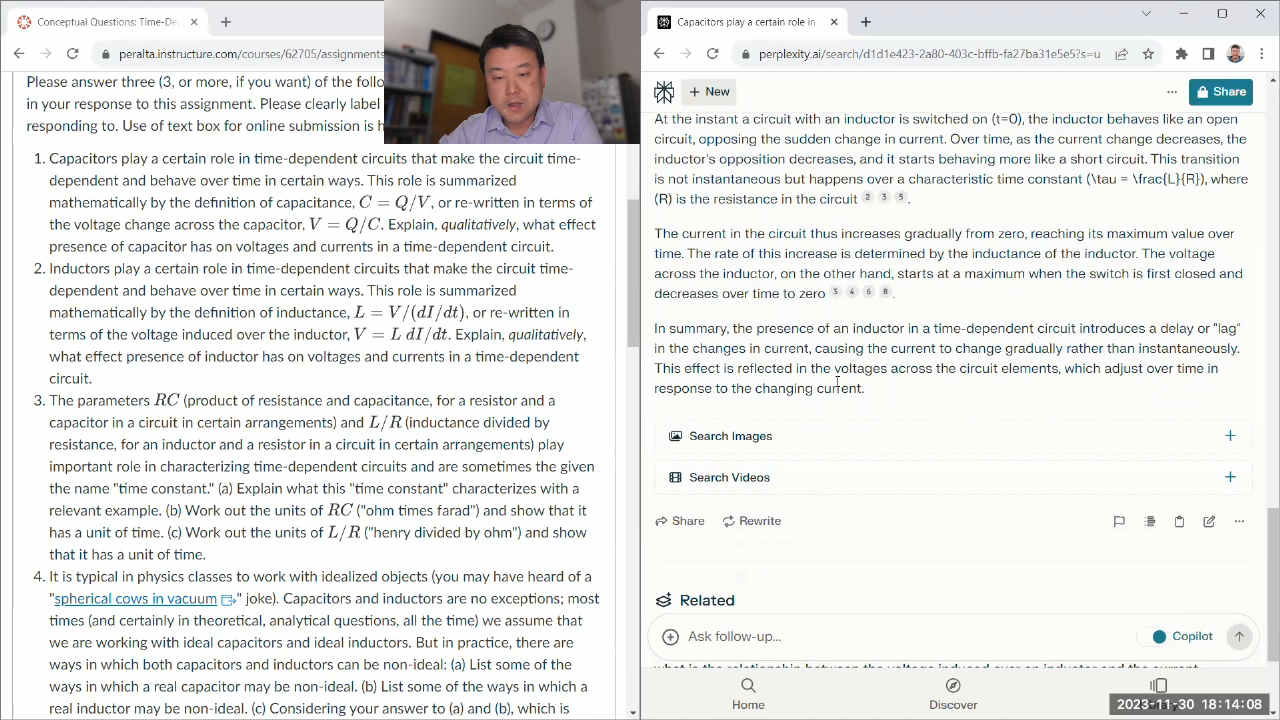 Conceptual Questions: Time-De
peralta.instructure.com/courses/62705/assignments
Please answer three (3, or more, if you want) of the follo
in your response to this assignment. Please clearly label
responding to. Use of text box for online submission is h
1. Capacitors play a certain role in time-dependent circuits that make the circuit time-
dependent and behave over time in certain ways. This role is summarized
mathematically by the definition of capacitance, C = Q/V, or re-written in terms of
the voltage change across the capacitor, V = Q/C. Explain, qualitatively, what effect
presence of capacitor has on voltages and currents in a time-dependent circuit.
2. Inductors play a certain role in time-dependent circuits that make the circuit time-
dependent and behave over time in certain ways. This role is summarized
mathematically by the definition of inductance, L = V/(dI/dt), or re-written in
terms of the voltage induced over the inductor, V = L dI/dt. Explain, qualitatively,
what effect presence of inductor has on voltages and currents in a time-dependent
circuit.
3. The parameters RC (product of resistance and capacitance, for a resistor and a
capacitor in a circuit in certain arrangements) and L/R (inductance divided by
resistance, for an inductor and a resistor in a circuit in certain arrangements) play
important role in characterizing time-dependent circuits and are sometimes the given
the name "time constant." (a) Explain what this "time constant" characterizes with a
relevant example. (b) Work out the units of RC ("ohm times farad") and show that it
has a unit of time. (c) Work out the units of L/R ("henry divided by ohm") and show
that it has a unit of time.
4. It is typical in physics classes to work with idealized objects (you may have heard of a
"spherical cows in vacuum" joke). Capacitors and inductors are no exceptions; most
times (and certainly in theoretical, analytical questions, all the time) we assume that
we are working with ideal capacitors and ideal inductors. But in practice, there are
ways in which both capacitors and inductors can be non-ideal: (a) List some of the
ways in which a real capacitor may be non-ideal. (b) List some of the ways in which a
real inductor may be non-ideal. (c) Considering your answer to (a) and (b), which is
Capacitors play a certain role in
perplexity.ai/search/d1d1e423-2a80-403c-bffb-fa27ba31e5e5?s=u
New
Share
At the instant a circuit with an inductor is switched on (t=0), the inductor behaves like an open
circuit, opposing the sudden change in current. Over time, as the current change decreases, the
inductor's opposition decreases, and it starts behaving more like a short circuit. This transition
is not instantaneous but happens over a characteristic time constant (\tau = \frac{L}{R}), where
(R) is the resistance in the circuit 2 3 5.
The current in the circuit thus increases gradually from zero, reaching its maximum value over
time. The rate of this increase is determined by the inductance of the inductor. The voltage
across the inductor, on the other hand, starts at a maximum when the switch is first closed and
decreases over time to zero 3 4 6 8.
In summary, the presence of an inductor in a time-dependent circuit introduces a delay or "lag"
in the changes in current, causing the current to change gradually rather than instantaneously.
This effect is reflected in the voltages across the circuit elements, which adjust over time in
response to the changing current.
Search Images
Search Videos
Share Rewrite
Related
Ask follow-up...
Copilot
what is the relationship between the voltage induced over an inductor and the current
Home
Discover
2023-11-30 18:14:08